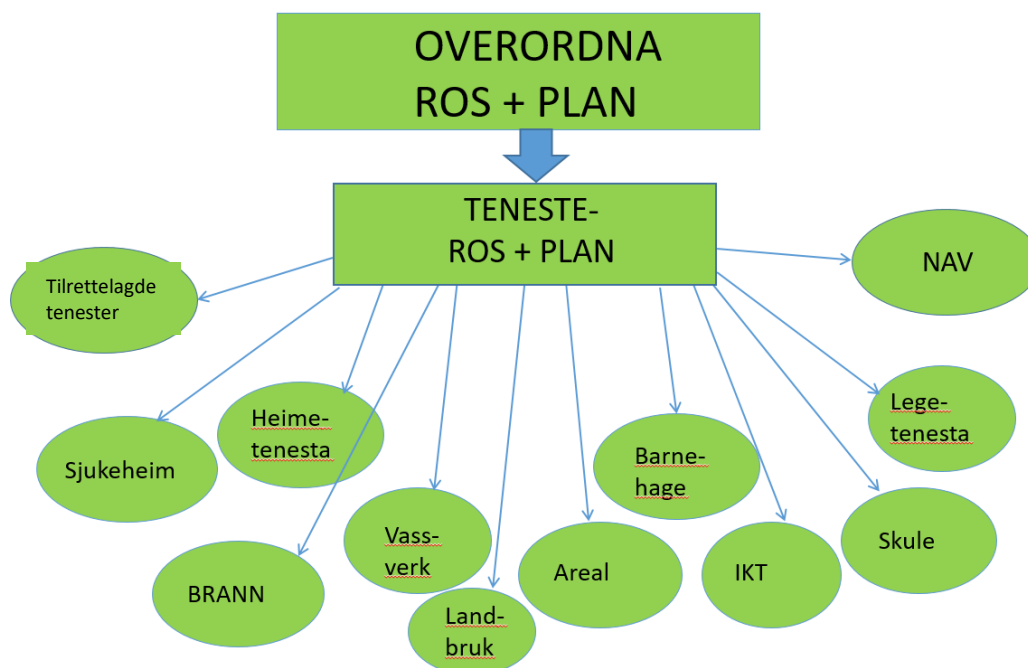 OVERORDNA
ROS + PLAN
TENESTE-
ROS + PLAN
NAV
Tilrettelagde
tenester
Heime-
tenesta
Lege-
tenesta
Sjukeheim
Barne-
hage
Vass-
verk
Skule
BRANN
Areal
IKT
Land-
bruk